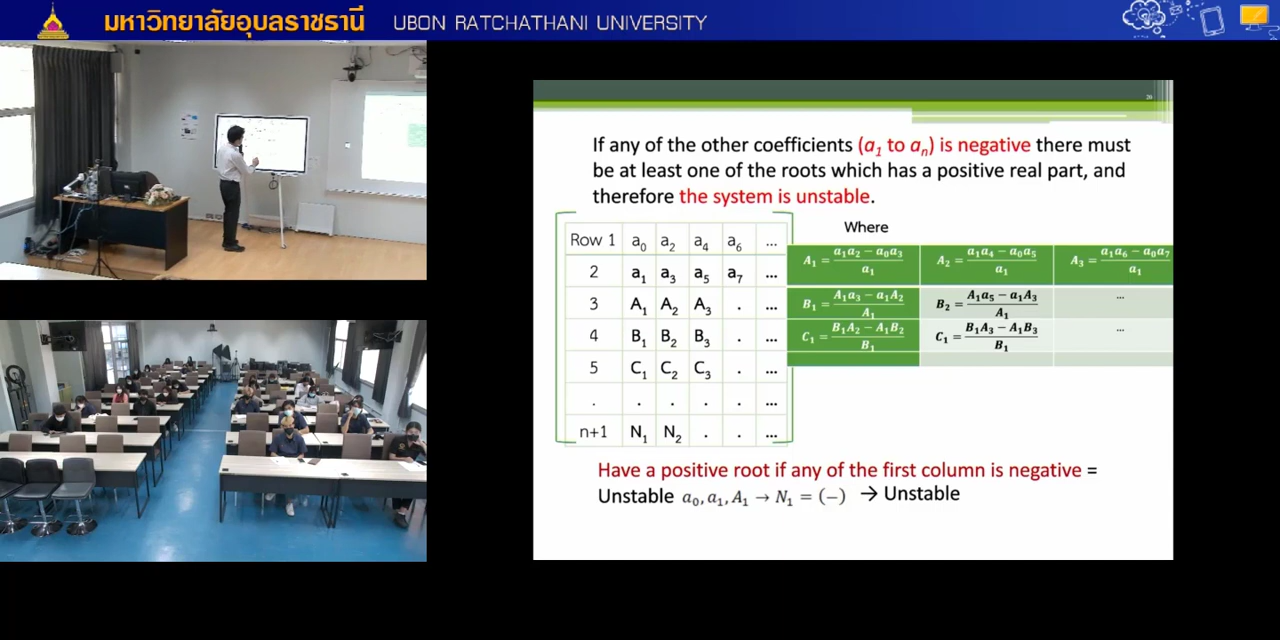 มหาวิทยาลัยอุบลราชธานี UBON RATCHATHANI UNIVERSITY
If any of the other coefficients (a₁ to aₙ) is negative there must
be at least one of the roots which has a positive real part, and
therefore the system is unstable.
Where
Row 1 a₀ a₂ a₄ a₆ ...
2 a₁ a₃ a₅ a₇ ...
3 A₁ A₂ A₃ . ...
4 B₁ B₂ B₃ . ...
5 C₁ C₂ C₃ . ...
. . . . . ...
n+1 N₁ N₂ . . ...
A₁ = (a₁a₂ − a₀a₃)/a₁ A₂ = (a₁a₄ − a₀a₅)/a₁ A₃ = (a₁a₆ − a₀a₇)/a₁
B₁ = (A₁a₃ − a₁A₂)/A₁ B₂ = (A₁a₅ − a₁A₃)/A₁ ...
C₁ = (B₁A₂ − A₁B₂)/B₁ C₁ = (B₁A₃ − A₁B₃)/B₁ ...
Have a positive root if any of the first column is negative =
Unstable a₀, a₁, A₁ → N₁ = (−) → Unstable